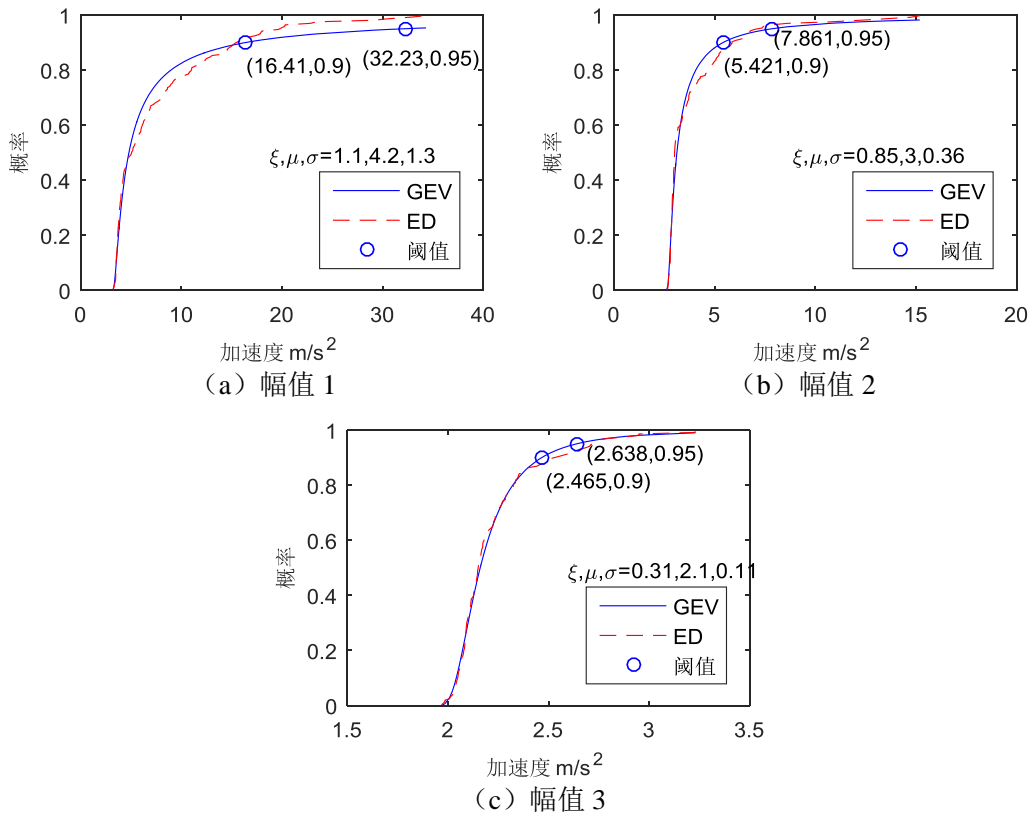 1
0.8
0.6
0.4
0.2
0
0 10 20 30 40
概率
加速度 m/s2
(16.41,0.9)
(32.23,0.95)
ξ,μ,σ=1.1,4.2,1.3
GEV
ED
阈值
（a）幅值 1
1
0.8
0.6
0.4
0.2
0
0 5 10 15 20
概率
加速度 m/s2
(7.861,0.95)
(5.421,0.9)
ξ,μ,σ=0.85,3,0.36
GEV
ED
阈值
（b）幅值 2
1
0.8
0.6
0.4
0.2
0
1.5 2 2.5 3 3.5
概率
加速度 m/s2
(2.638,0.95)
(2.465,0.9)
ξ,μ,σ=0.31,2.1,0.11
GEV
ED
阈值
（c）幅值 3